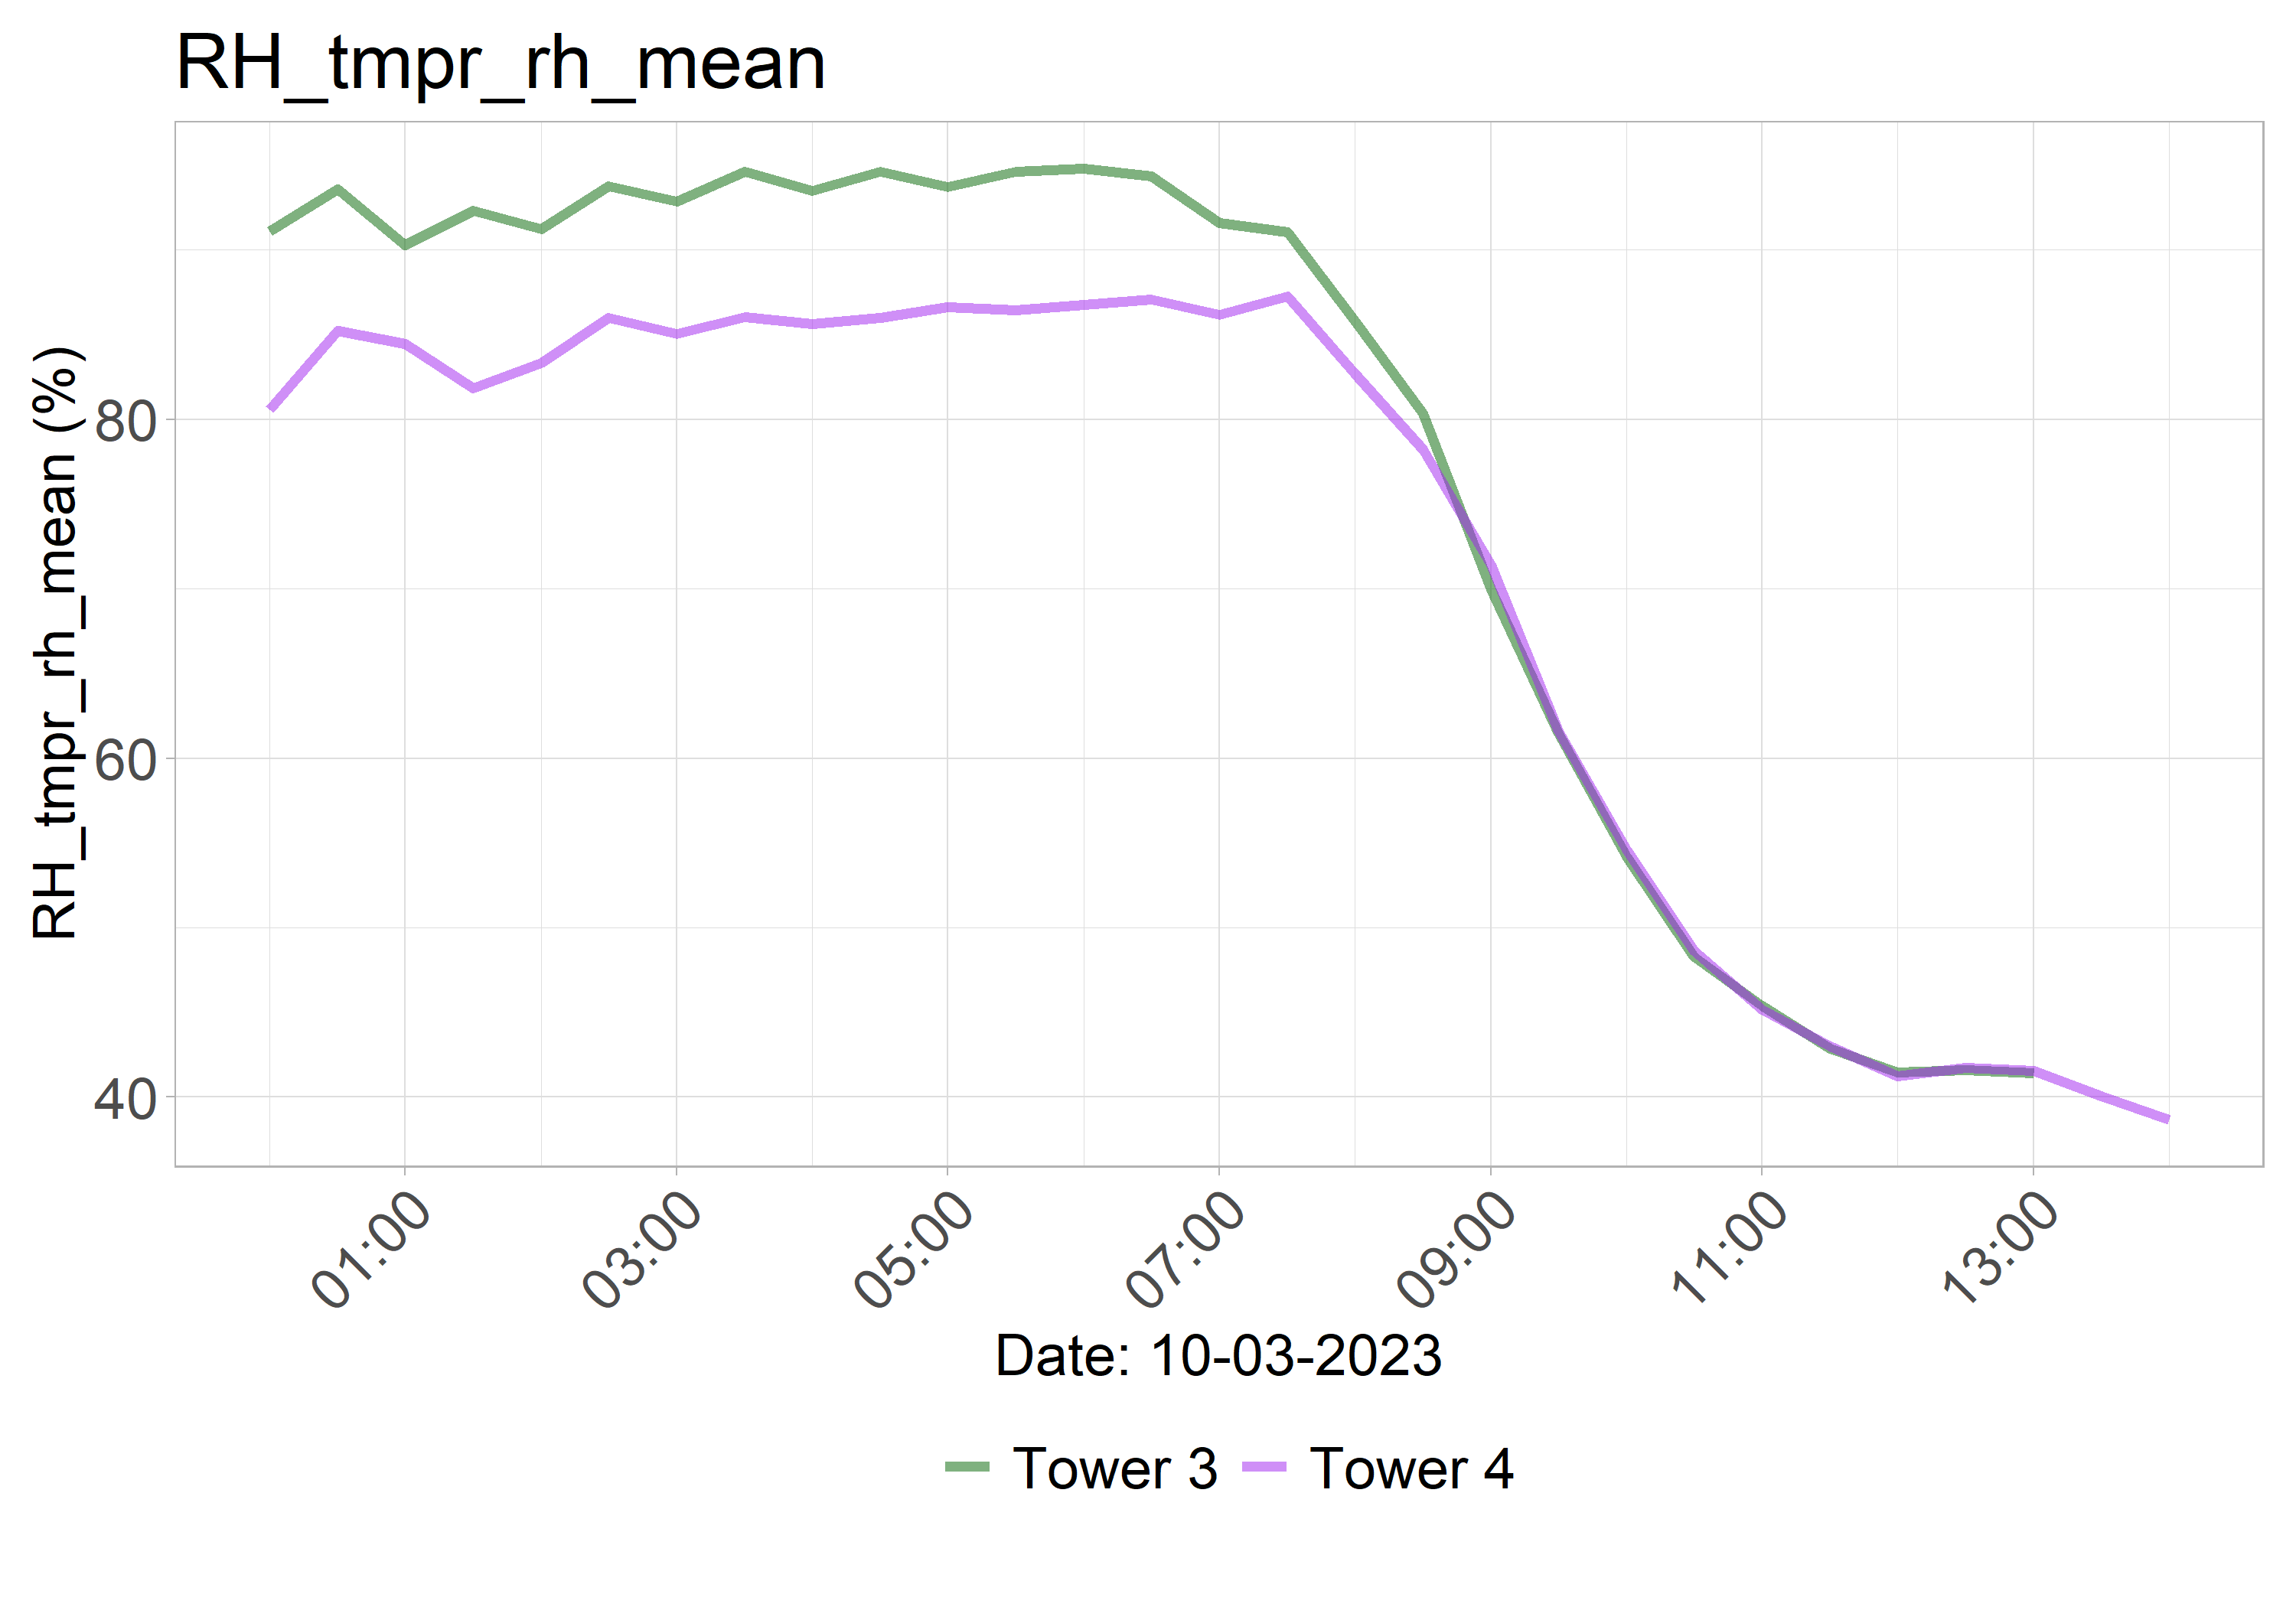 RH_tmpr_rh_mean
RH_tmpr_rh_mean (%)
80
60
40
01:00
03:00
05:00
07:00
09:00
11:00
13:00
Date: 10-03-2023
Tower 3
Tower 4